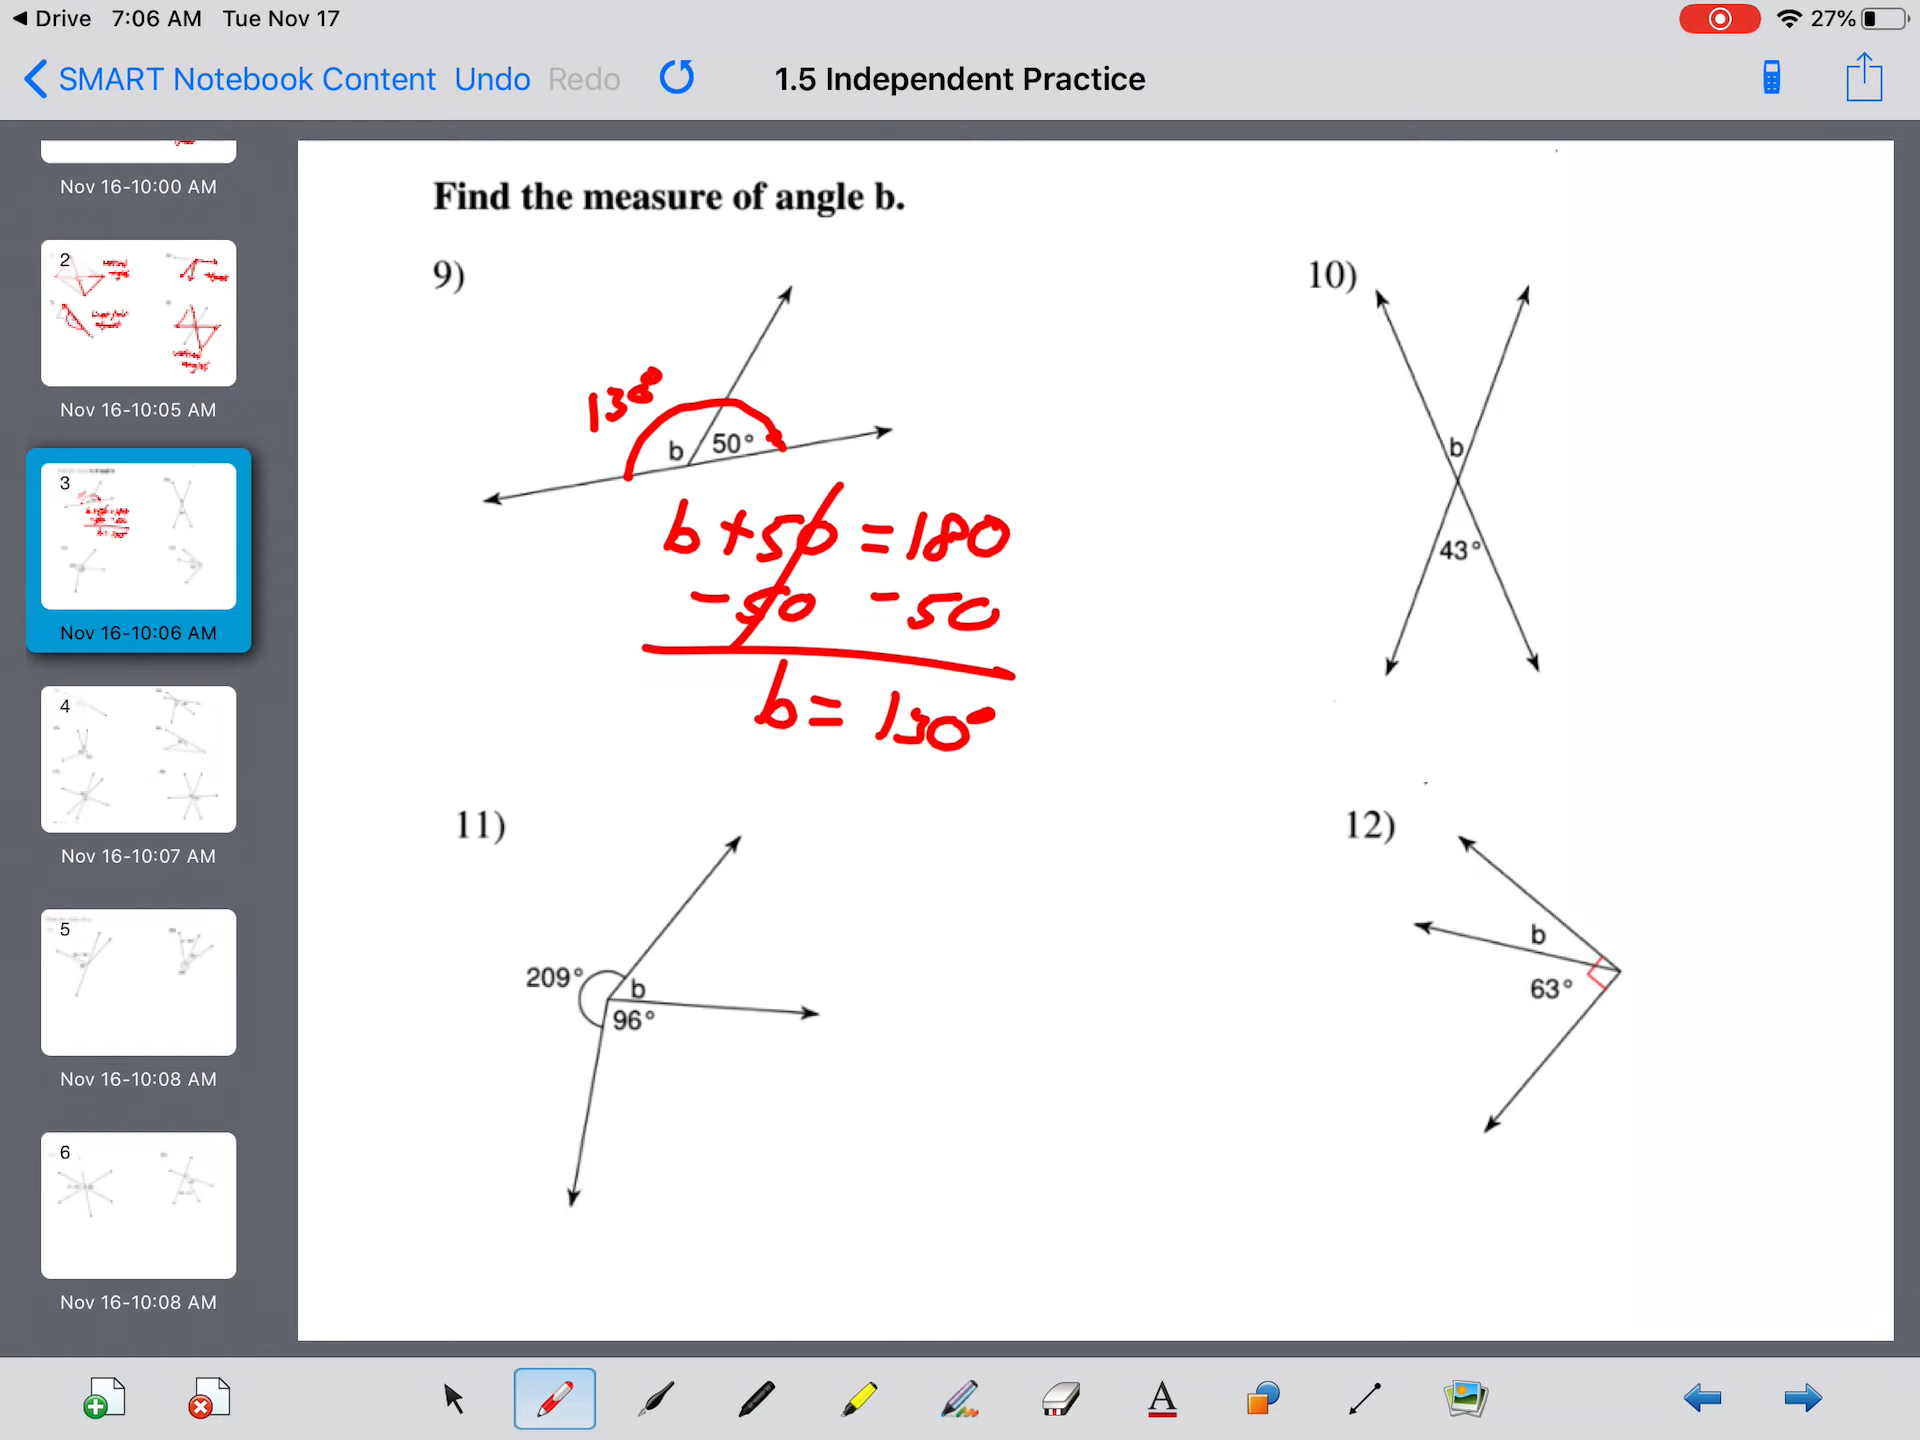 Drive 7:06 AM Tue Nov 17 27%
SMART Notebook Content Undo Redo 1.5 Independent Practice
Nov 16-10:00 AM
2
Nov 16-10:05 AM
3
Nov 16-10:06 AM
4
Nov 16-10:07 AM
5
Nov 16-10:08 AM
6
Nov 16-10:08 AM
Find the measure of angle b.
9)
b 50°
b + 50 = 180
- 50 - 50
b = 130°
10)
b
43°
11)
209° b
96°
12)
b
63°
A